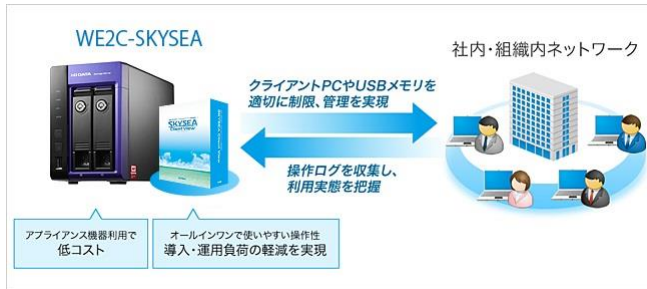 WE2C-SKYSEA
社内・組織内ネットワーク
クライアントPCやUSBメモリを
適切に制限、管理を実現
I-O DATA
SKYSEA
Client View
操作ログを収集し、
利用実態を把握
アプライアンス機器利用で
低コスト
オールインワンで使いやすい操作性
導入・運用負荷の軽減を実現